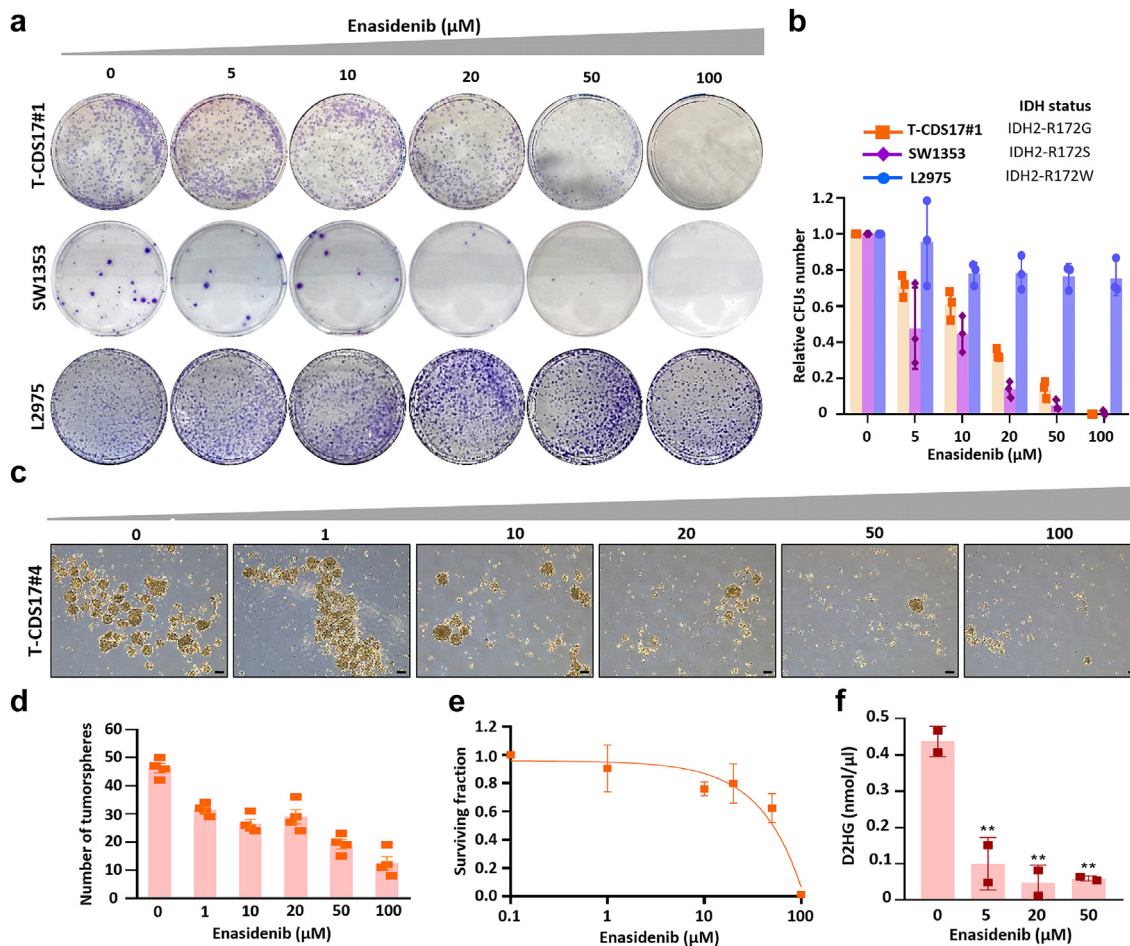 a
Enasidenib (µM)
0 5 10 20 50 100
T-CDS17#1
SW1353
L2975
b
IDH status
T-CDS17#1 IDH2-R172G
SW1353 IDH2-R172S
L2975 IDH2-R172W
Relative CFUs number
1.0
0.8
0.6
0.4
0.2
0
0 5 10 20 50 100
Enasidenib (µM)
c
0 1 10 20 50 100
T-CDS17#4
d
Number of tumorspheres
60
50
40
30
20
10
0
0 1 10 20 50 100
Enasidenib (µM)
e
Surviving fraction
1.2
1.0
0.8
0.6
0.4
0.2
0.0
0.1 1 10 100
Enasidenib (µM)
f
D2HG (nmol/µl)
0.5
0.4
0.3
0.2
0.1
0
** ** **
0 5 20 50
Enasidenib (µM)